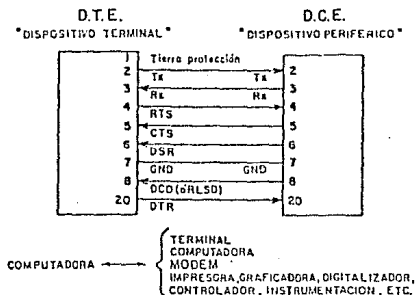 D.T.E. D.C.E.
"DISPOSITIVO TERMINAL" "DISPOSITIVO PERIFERICO"
1 Tierra protección
2 Tx Tx 2
3 Rx Rx 3
4 RTS 4
5 CTS 5
6 DSR 6
7 GND GND 7
8 DCD (ó RLSD) 8
20 DTR 20
TERMINAL
COMPUTADORA
COMPUTADORA MODEM
IMPRESORA, GRAFICADORA, DIGITALIZADOR,
CONTROLADOR, INSTRUMENTACION, ETC.